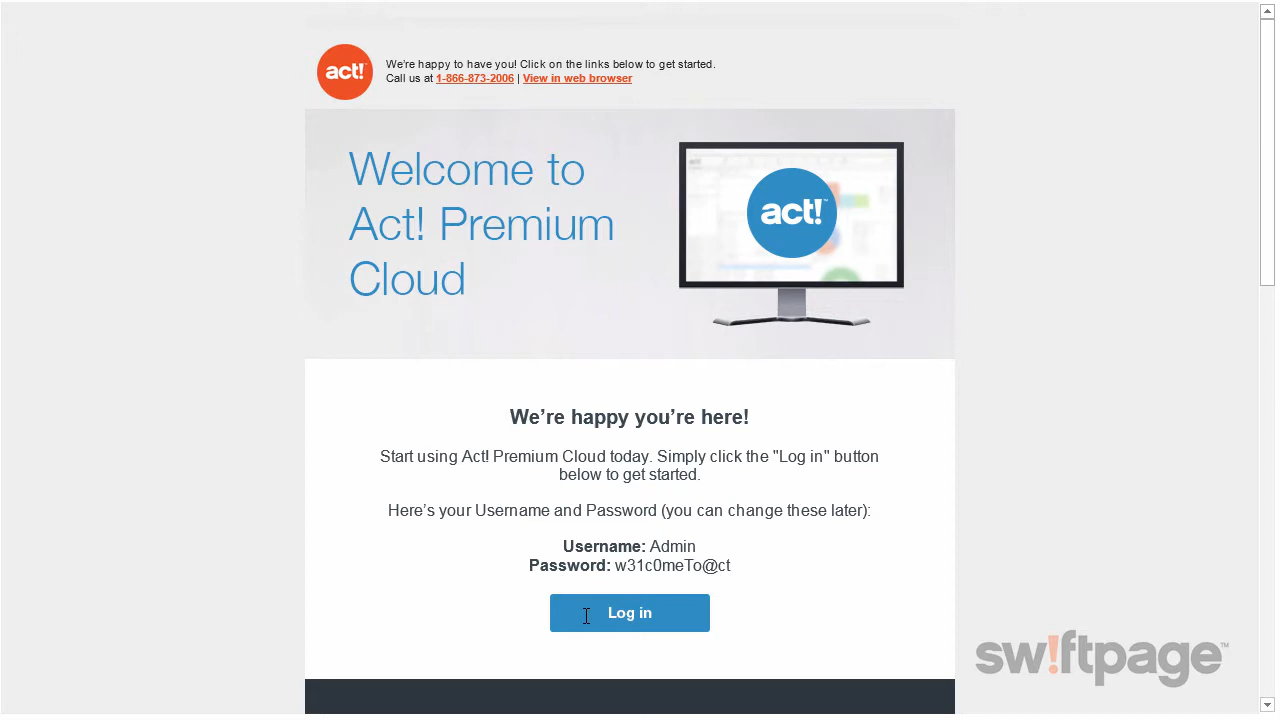 act!
We're happy to have you! Click on the links below to get started.
Call us at 1-866-873-2006 | View in web browser
Welcome to
Act! Premium
Cloud
act!™
We're happy you're here!
Start using Act! Premium Cloud today. Simply click the "Log in" button
below to get started.
Here's your Username and Password (you can change these later):
Username: Admin
Password: w31c0meTo@ct
Log in
sw!ftpage™